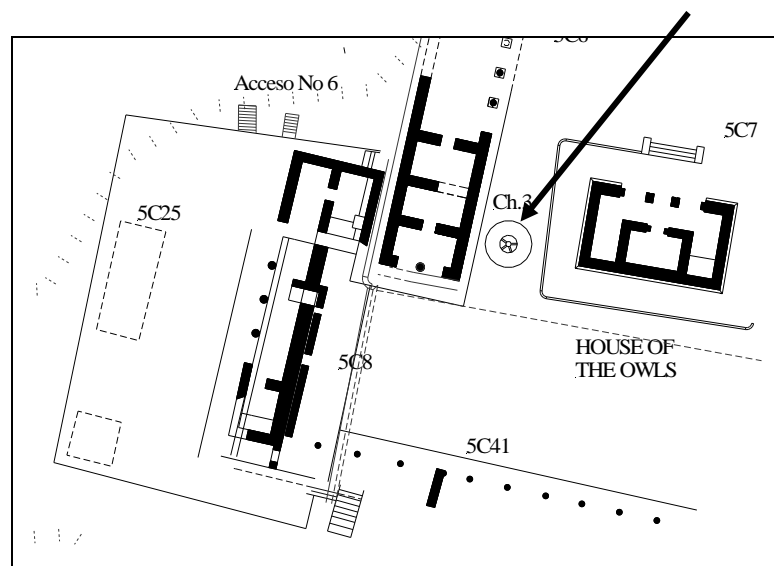 Acceso No 6
5C7
5C25
Ch.3
HOUSE OF
THE OWLS
5C8
5C41